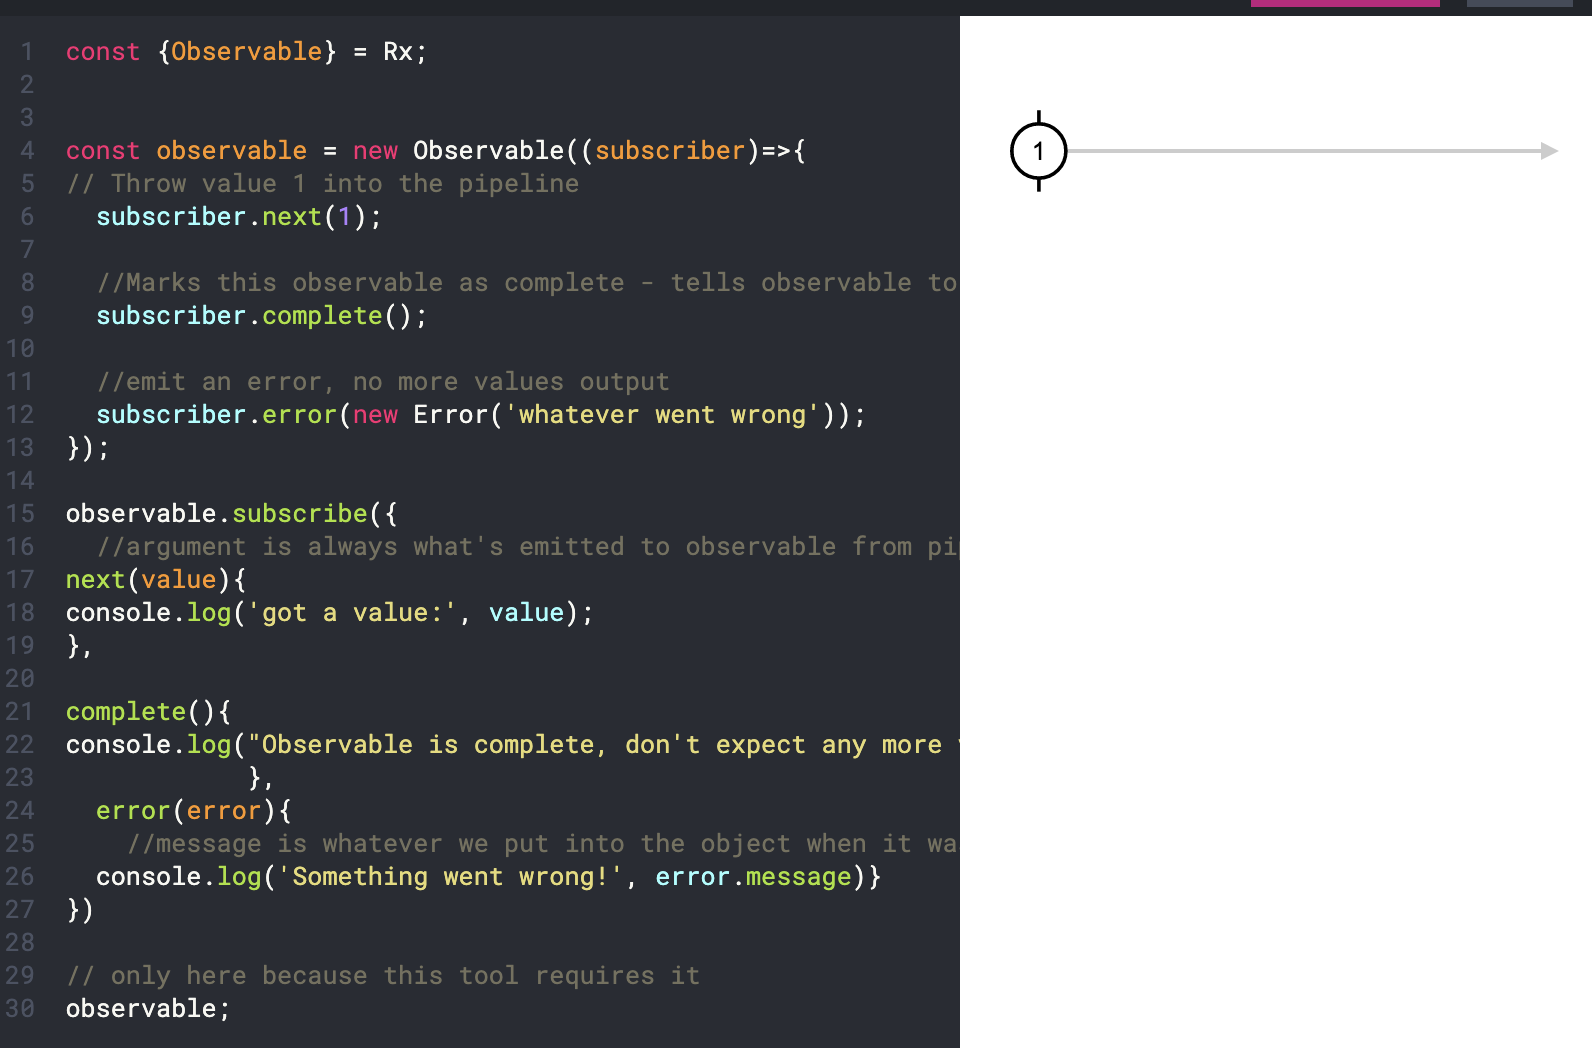 1 const {Observable} = Rx;
2
3
4 const observable = new Observable((subscriber)=>{
5 // Throw value 1 into the pipeline
6 subscriber.next(1);
7
8 //Marks this observable as complete - tells observable to
9 subscriber.complete();
10
11 //emit an error, no more values output
12 subscriber.error(new Error('whatever went wrong'));
13 });
14
15 observable.subscribe({
16 //argument is always what's emitted to observable from
17 next(value){
18 console.log('got a value:', value);
19 },
20
21 complete(){
22 console.log("Observable is complete, don't expect any more
23 },
24 error(error){
25 //message is whatever we put into the object when it
26 console.log('Something went wrong!', error.message)}
27 })
28
29 // only here because this tool requires it
30 observable;
1